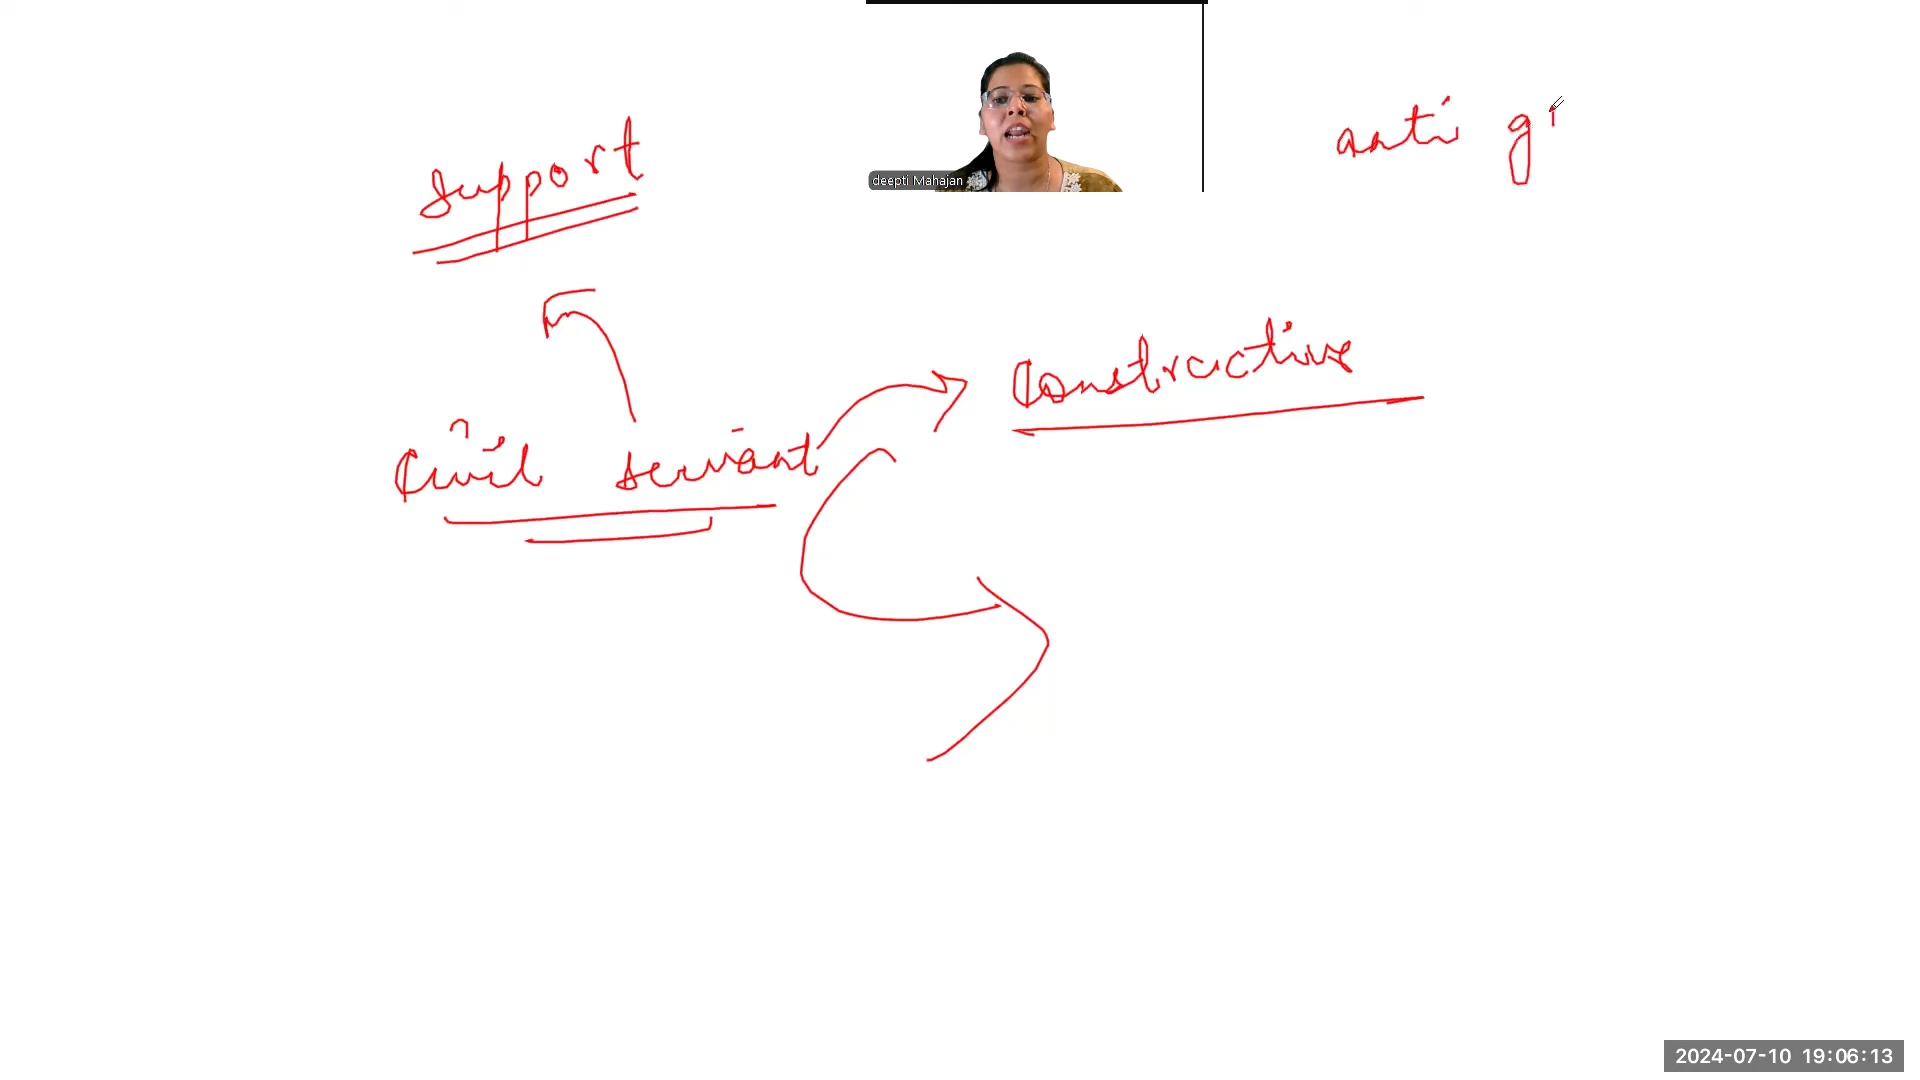 support
anti g
deepti Mahajan
Constructive
Civil servant
2024-07-10 19:06:13